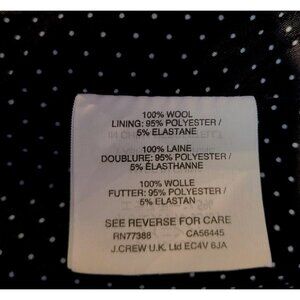 100% WOOL
LINING: 95% POLYESTER /
5% ELASTANE
100% LAINE
DOUBLURE: 95% POLYESTER /
5% ELASTHANNE
100% WOLLE
FUTTER: 95% POLYESTER /
5% ELASTAN
SEE REVERSE FOR CARE
RN77388 CA56445
J.CREW U.K. Ltd EC4V 6JA